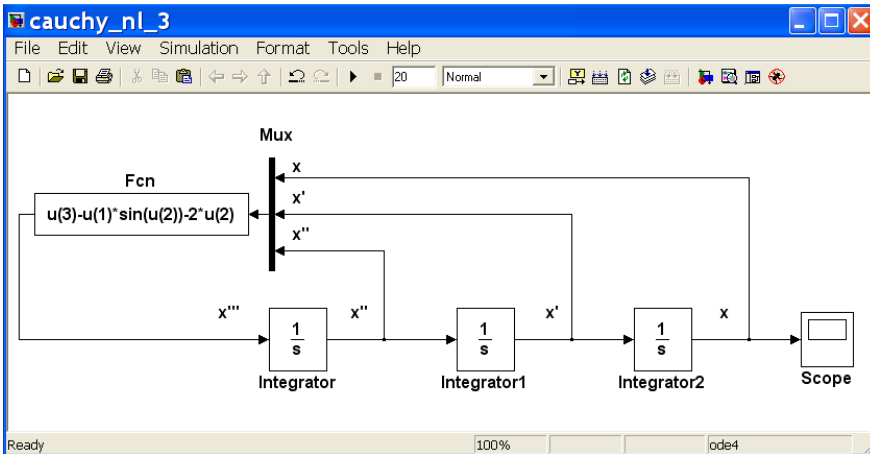 cauchy_nl_3
File Edit View Simulation Format Tools Help
20 Normal
Mux
Fcn
x
u(3)-u(1)*sin(u(2))-2*u(2)
x'
x''
x''' x'' x' x
1 1 1
s s s
Integrator Integrator1 Integrator2 Scope
Ready 100% ode4